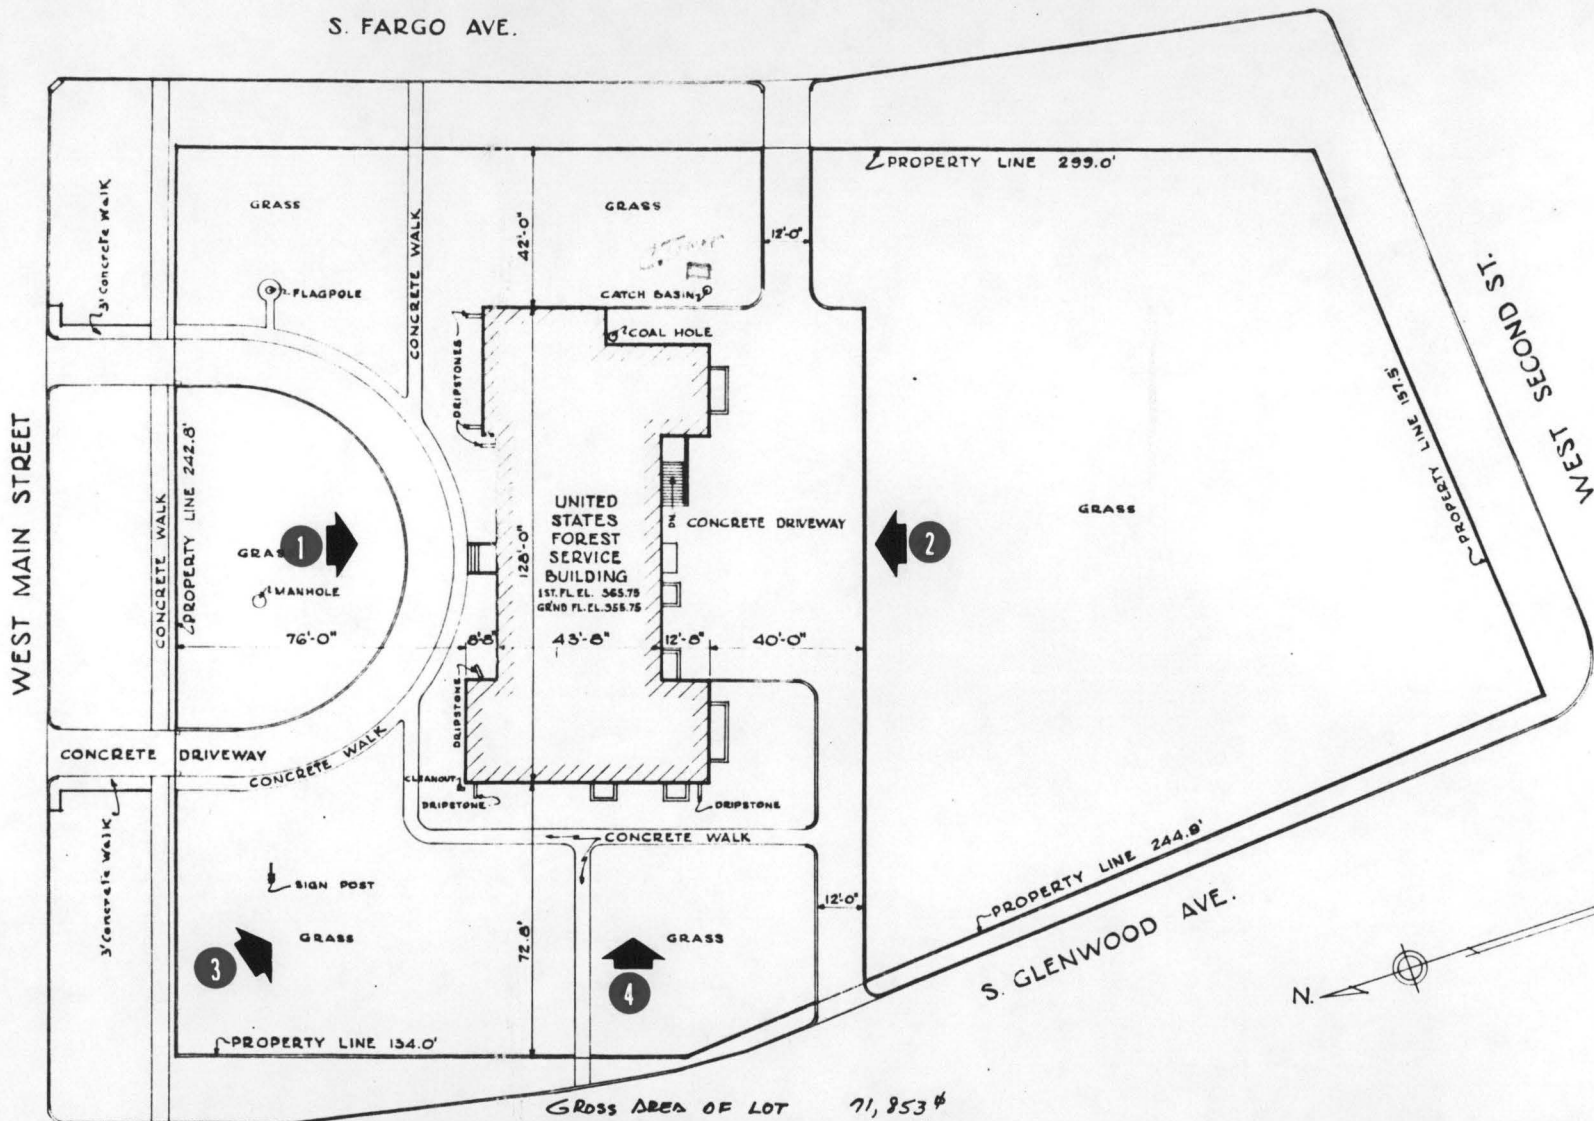 S. FARGO AVE.
PROPERTY LINE 299.0'
GRASS
GRASS
42'-0"
12'-0"
3' Concrete Walk
CONCRETE WALK
FLAGPOLE
CATCH BASIN
COAL HOLE
DRIPSTONES
WEST SECOND ST.
PROPERTY LINE 157.5'
WEST MAIN STREET
CONCRETE WALK
PROPERTY LINE 242.8'
GRASS
1
MANHOLE
76'-0"
8'-8"
43'-8"
12'-8"
40'-0"
128'-0"
UNITED
STATES
FOREST
SERVICE
BUILDING
1ST. FL. EL. 365.75
GRND FL. EL. 355.75
DN
CONCRETE DRIVEWAY
2
GRASS
DRIPSTONE
CONCRETE DRIVEWAY
CONCRETE WALK
CLEANOUT
DRIPSTONE
DRIPSTONE
CONCRETE WALK
3' Concrete Walk
SIGN POST
GRASS
3
72.8'
GRASS
4
12'-0"
PROPERTY LINE 244.8'
S. GLENWOOD AVE.
N.
PROPERTY LINE 134.0'
GROSS AREA OF LOT 71,853